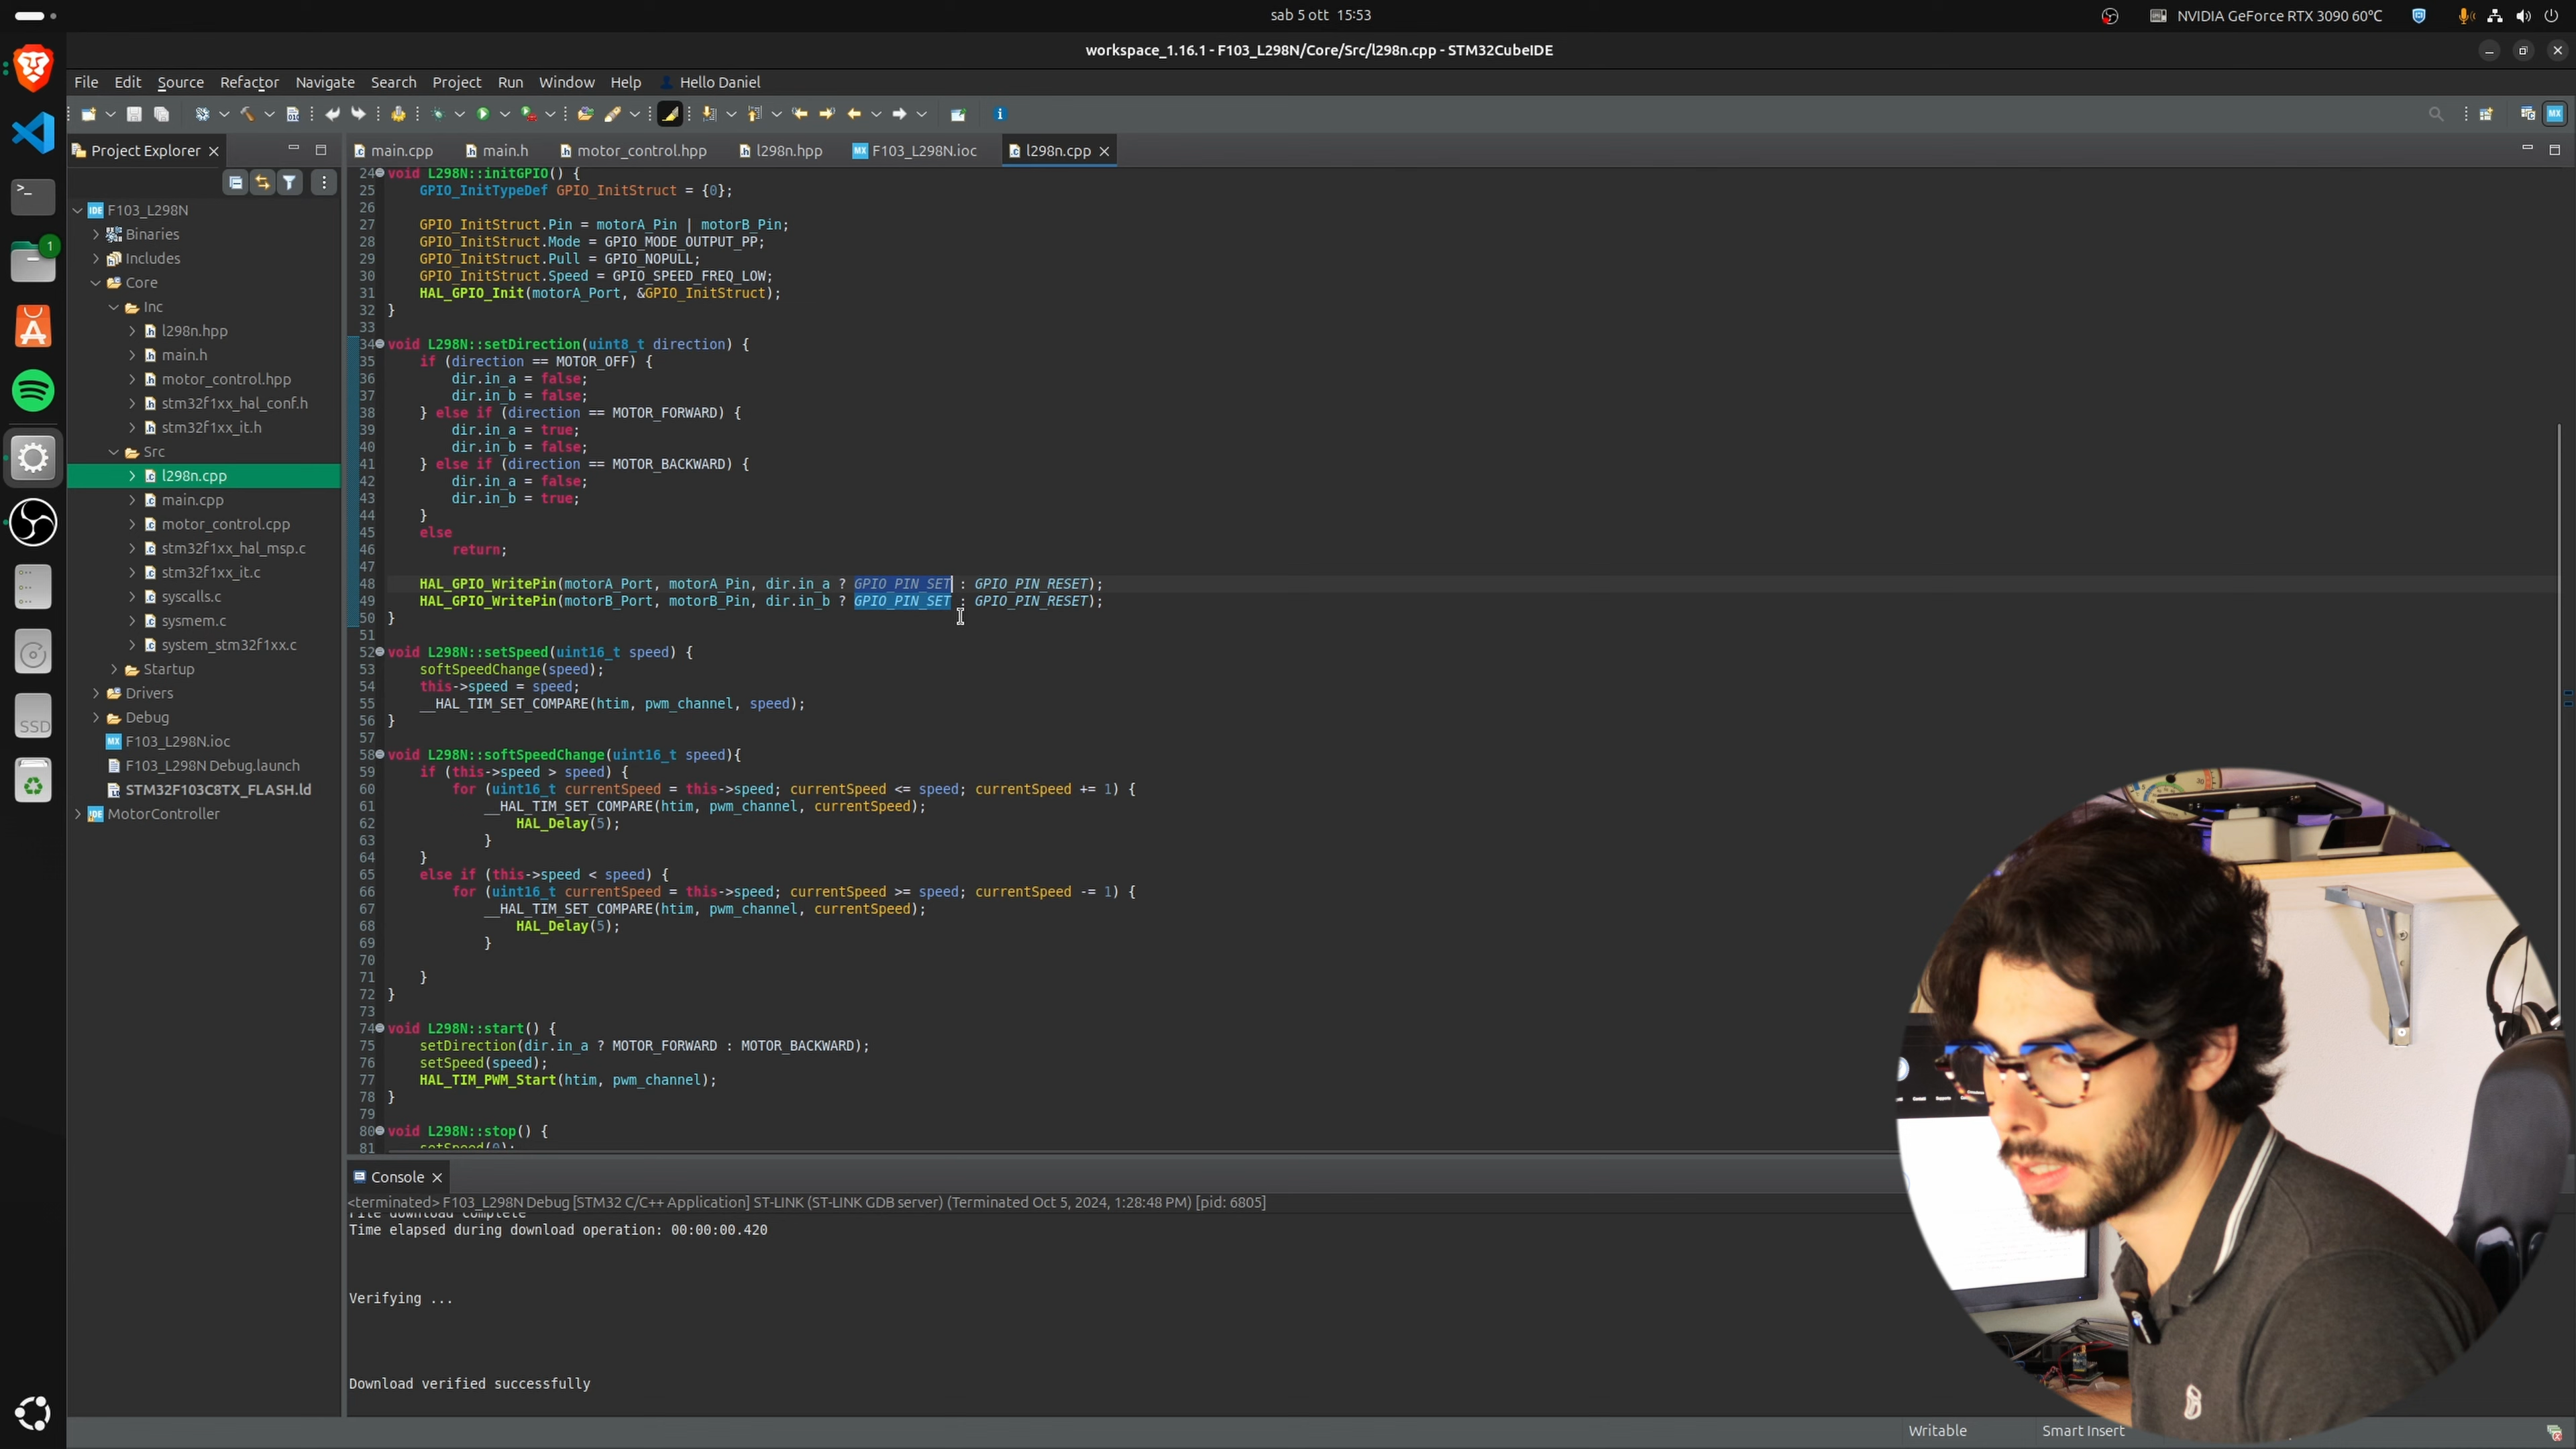 sab 5 ott 15:53
NVIDIA GeForce RTX 3090 60°C
workspace_1.16.1 - F103_L298N/Core/Src/l298n.cpp - STM32CubeIDE
File Edit Source Refactor Navigate Search Project Run Window Help Hello Daniel
Project Explorer
main.cpp main.h motor_control.hpp l298n.hpp F103_L298N.ioc l298n.cpp
F103_L298N
Binaries
Includes
Core
Inc
l298n.hpp
main.h
motor_control.hpp
stm32f1xx_hal_conf.h
stm32f1xx_it.h
Src
l298n.cpp
main.cpp
motor_control.cpp
stm32f1xx_hal_msp.c
stm32f1xx_it.c
syscalls.c
sysmem.c
system_stm32f1xx.c
Startup
Drivers
Debug
F103_L298N.ioc
F103_L298N Debug.launch
STM32F103C8TX_FLASH.ld
MotorController
24 void L298N::initGPIO() {
25 GPIO_InitTypeDef GPIO_InitStruct = {0};
26
27 GPIO_InitStruct.Pin = motorA_Pin | motorB_Pin;
28 GPIO_InitStruct.Mode = GPIO_MODE_OUTPUT_PP;
29 GPIO_InitStruct.Pull = GPIO_NOPULL;
30 GPIO_InitStruct.Speed = GPIO_SPEED_FREQ_LOW;
31 HAL_GPIO_Init(motorA_Port, &GPIO_InitStruct);
32 }
33
34 void L298N::setDirection(uint8_t direction) {
35 if (direction == MOTOR_OFF) {
36 dir.in_a = false;
37 dir.in_b = false;
38 } else if (direction == MOTOR_FORWARD) {
39 dir.in_a = true;
40 dir.in_b = false;
41 } else if (direction == MOTOR_BACKWARD) {
42 dir.in_a = false;
43 dir.in_b = true;
44 }
45 else
46 return;
47
48 HAL_GPIO_WritePin(motorA_Port, motorA_Pin, dir.in_a ? GPIO_PIN_SET : GPIO_PIN_RESET);
49 HAL_GPIO_WritePin(motorB_Port, motorB_Pin, dir.in_b ? GPIO_PIN_SET : GPIO_PIN_RESET);
50 }
51
52 void L298N::setSpeed(uint16_t speed) {
53 softSpeedChange(speed);
54 this->speed = speed;
55 __HAL_TIM_SET_COMPARE(htim, pwm_channel, speed);
56 }
57
58 void L298N::softSpeedChange(uint16_t speed){
59 if (this->speed > speed) {
60 for (uint16_t currentSpeed = this->speed; currentSpeed <= speed; currentSpeed += 1) {
61 __HAL_TIM_SET_COMPARE(htim, pwm_channel, currentSpeed);
62 HAL_Delay(5);
63 }
64 }
65 else if (this->speed < speed) {
66 for (uint16_t currentSpeed = this->speed; currentSpeed >= speed; currentSpeed -= 1) {
67 __HAL_TIM_SET_COMPARE(htim, pwm_channel, currentSpeed);
68 HAL_Delay(5);
69 }
70
71 }
72 }
73
74 void L298N::start() {
75 setDirection(dir.in_a ? MOTOR_FORWARD : MOTOR_BACKWARD);
76 setSpeed(speed);
77 HAL_TIM_PWM_Start(htim, pwm_channel);
78 }
79
80 void L298N::stop() {
81 setSpeed(0);
Console
<terminated> F103_L298N Debug [STM32 C/C++ Application] ST-LINK (ST-LINK GDB server) (Terminated Oct 5, 2024, 1:28:48 PM) [pid: 6805]
File download complete
Time elapsed during download operation: 00:00:00.420
Verifying ...
Download verified successfully
Writable Smart Insert
1
SSD